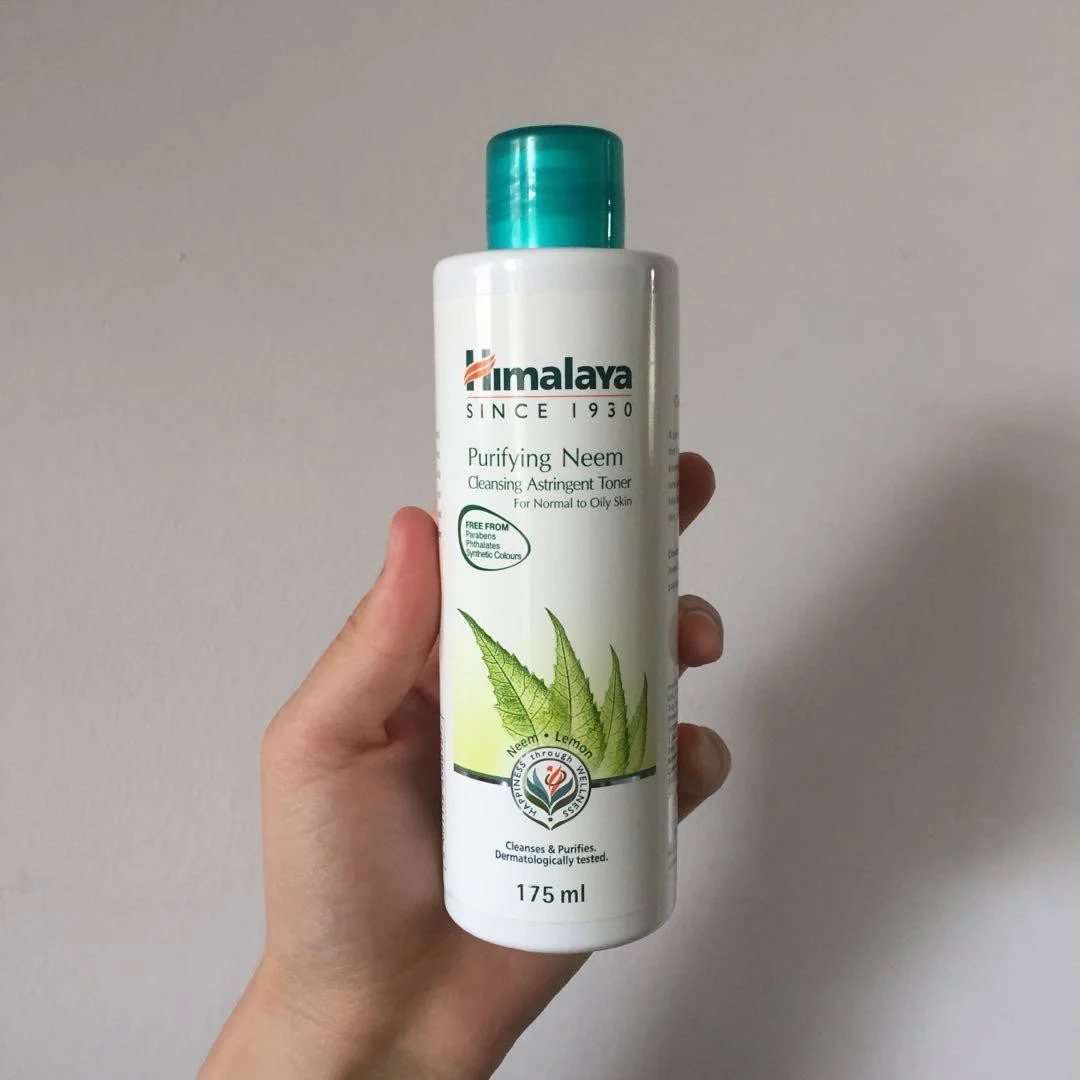 Himalaya
SINCE 1930
Purifying Neem
Cleansing Astringent Toner
For Normal to Oily Skin
FREE FROM
Parabens
Phthalates
Synthetic Colours
Neem • Lemon
HAPPINESS through WELLNESS
Cleanses & Purifies.
Dermatologically tested.
175 ml